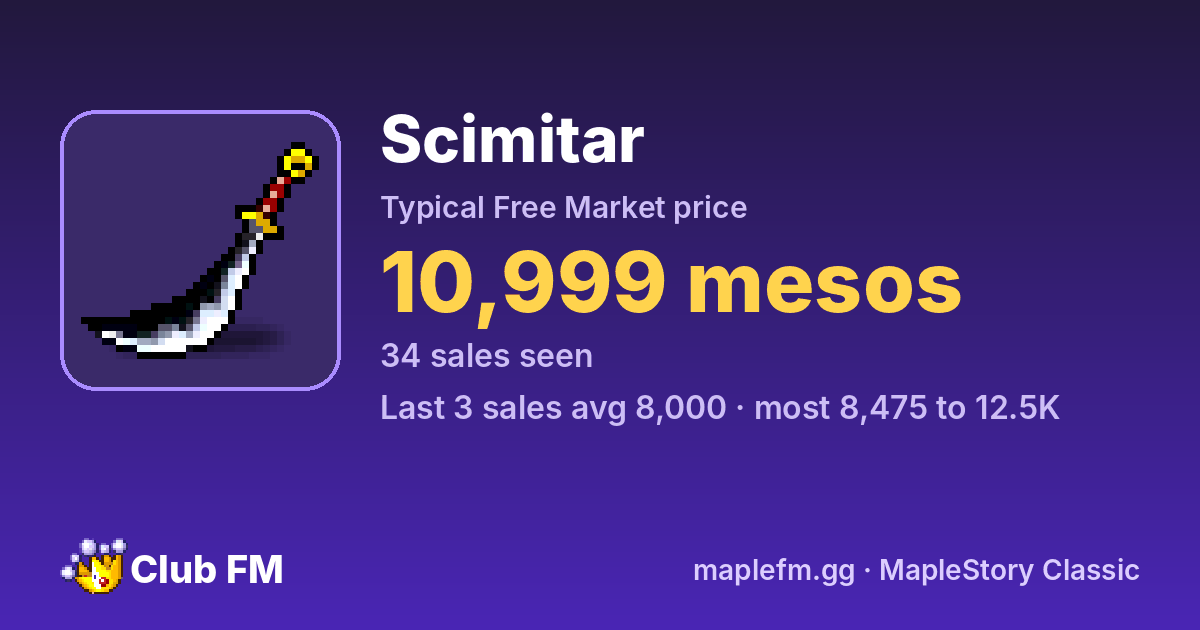 Scimitar
Typical Free Market price
10,999 mesos
34 sales seen
Last 3 sales avg 8,000 · most 8,475 to 12.5K
Club FM
maplefm.gg · MapleStory Classic